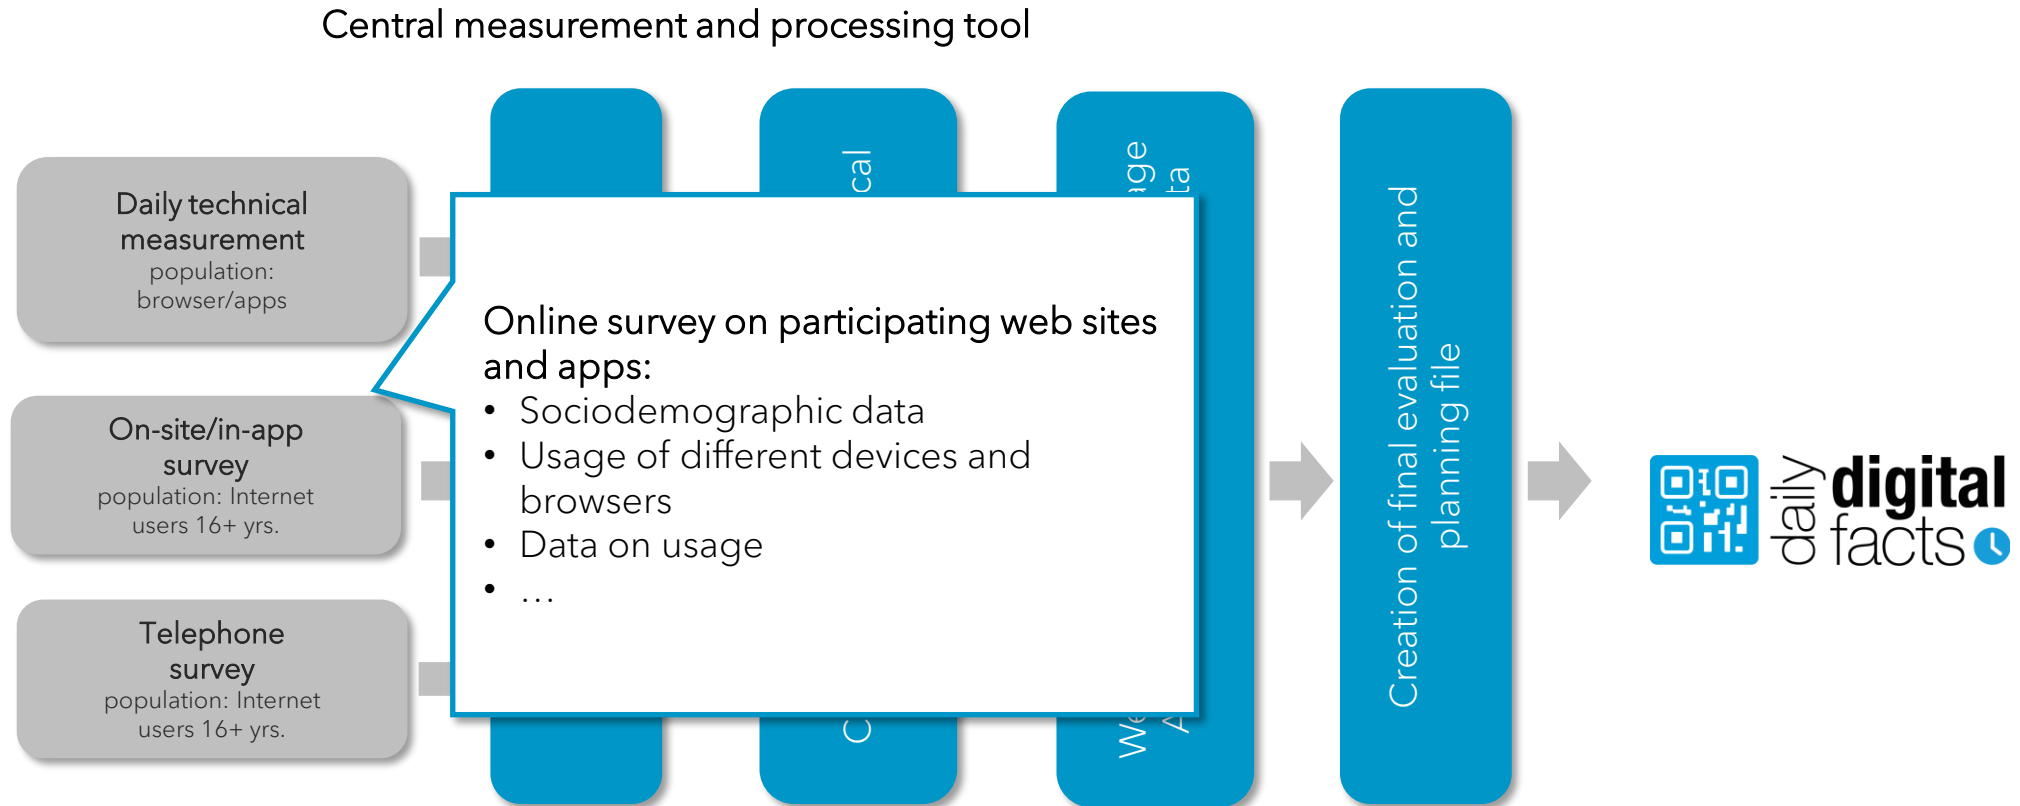 Central measurement and processing tool
Daily technical
measurement
population:
browser/apps
On-site/in-app
survey
population: Internet
users 16+ yrs.
Telephone
survey
population: Internet
users 16+ yrs.
Online survey on participating web sites
and apps:
• Sociodemographic data
• Usage of different devices and
browsers
• Data on usage
• …
Creation of final evaluation and
planning file
daily
digital
facts